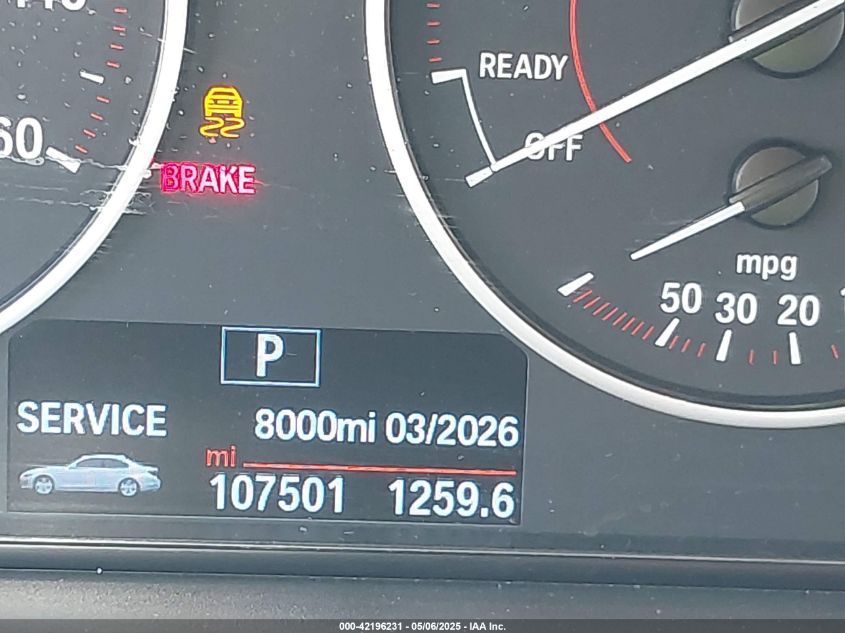 READY
OFF
60
BRAKE
mpg
50 30 20
P
SERVICE 8000mi 03/2026
mi
107501 1259.6
000-42196231 - 05/06/2025 - IAA Inc.